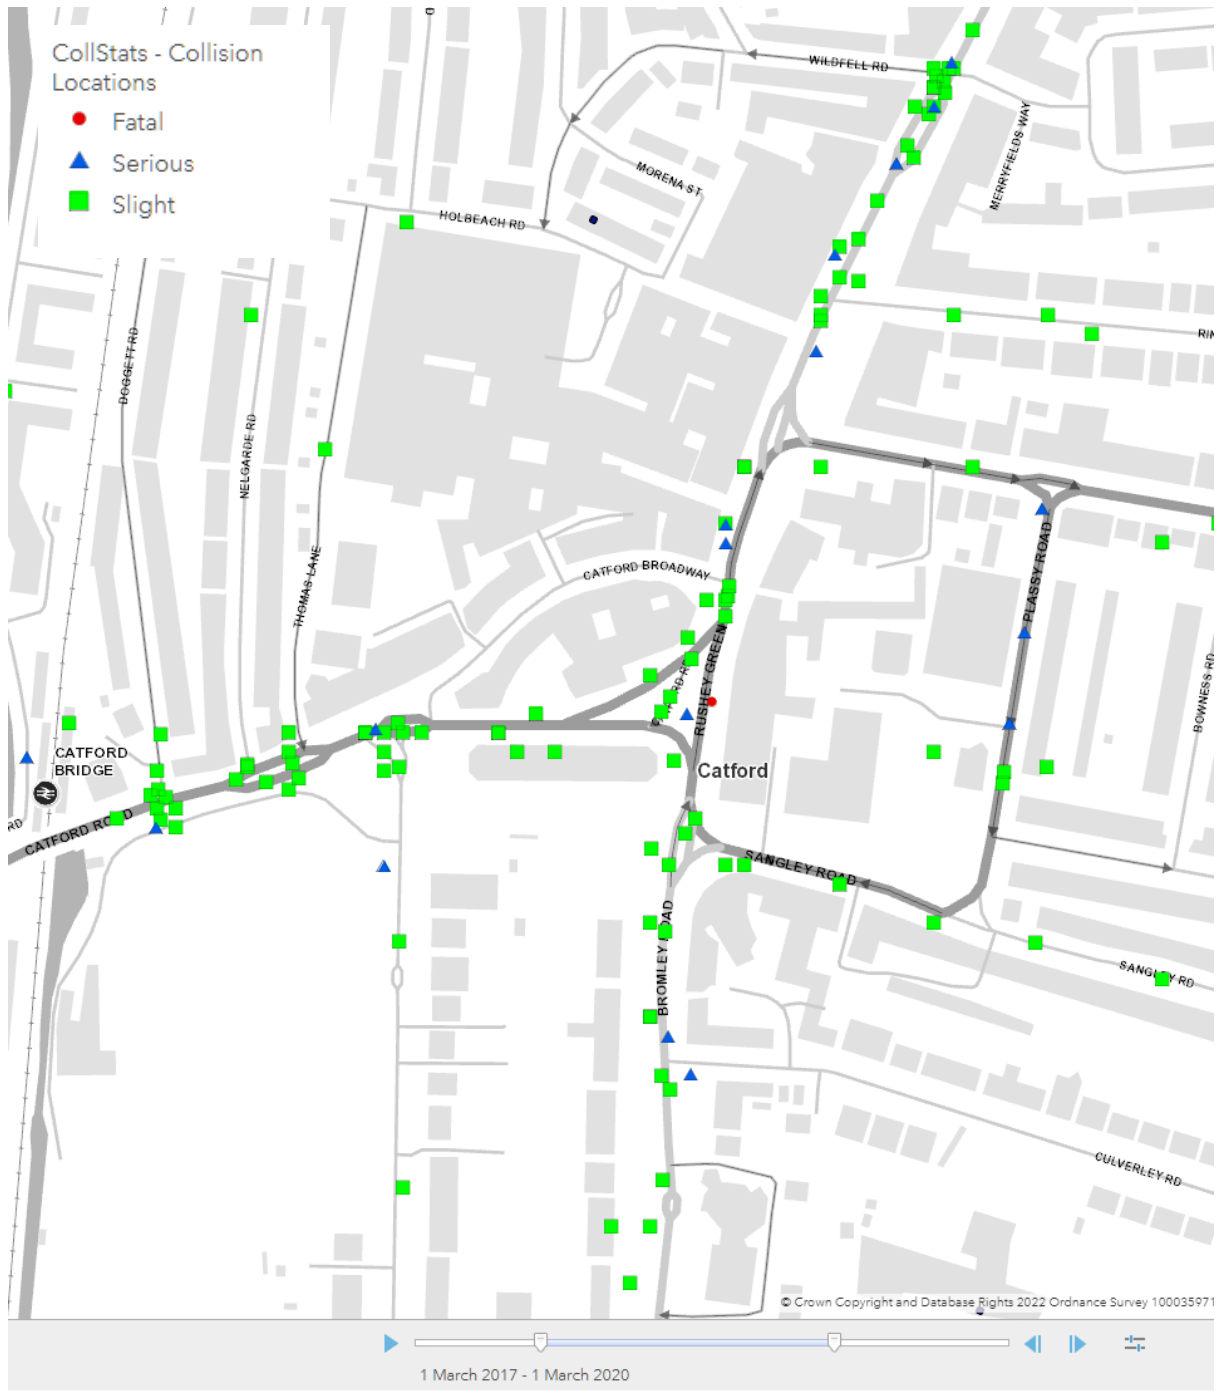 CollStats - Collision
Locations
Fatal
Serious
Slight
D
WILDFELL RD
MERRYFIELDS WAY
MORENA ST
HOLBEACH RD
DOGGETT RD
RIN
NELGARDE RD
THOMAS LANE
CATFORD BROADWAY
PLASSY ROAD
RUSHEY GREEN
BOWNESS RD
CATFORD
BRIDGE
Catford
RD
CATFORD ROAD
SANGLEY ROAD
BROMLEY ROAD
SANGLEY RD
CULVERLEY RD
© Crown Copyright and Database Rights 2022 Ordnance Survey 100035971
1 March 2017 - 1 March 2020